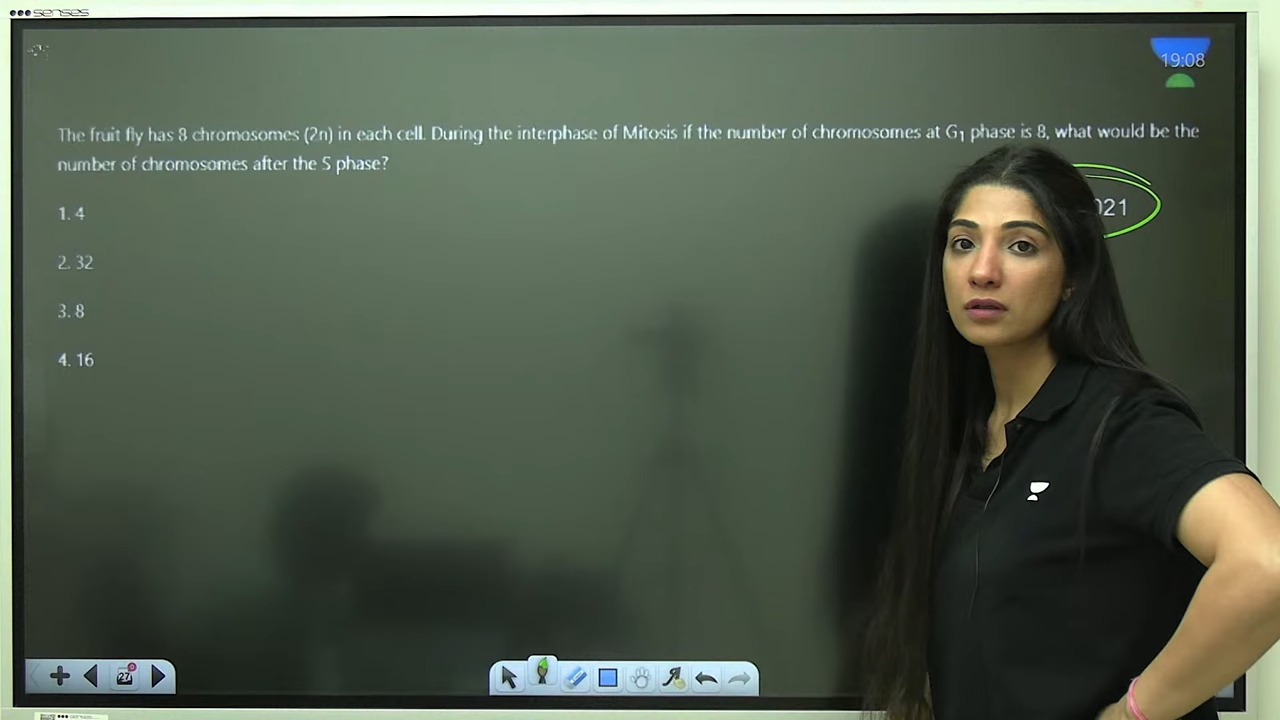 senses
19:08
The fruit fly has 8 chromosomes (2n) in each cell. During the interphase of Mitosis if the number of chromosomes at G₁ phase is 8, what would be the
number of chromosomes after the S phase?
021
1. 4
2. 32
3. 8
4. 16
27